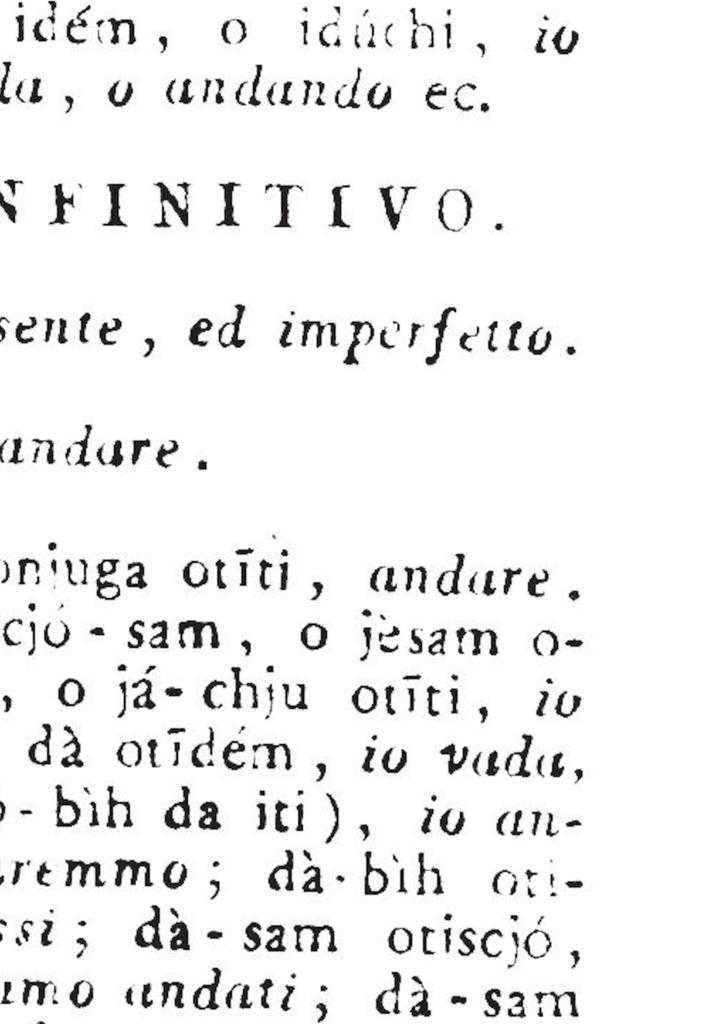 idém, o idúchi, io
la, o andando ec.
NFINITIVO.
sente, ed imperfetto.
andare.
onjuga otīti, andare.
scjó-sam, o jèsam o-
, o já-chju otīti, io
dà otīdém, io vada,
-bìh da iti), io an-
remmo; dà-bìh oti-
ssi; dà-sam otiscjó,
mo andati; dà-sam